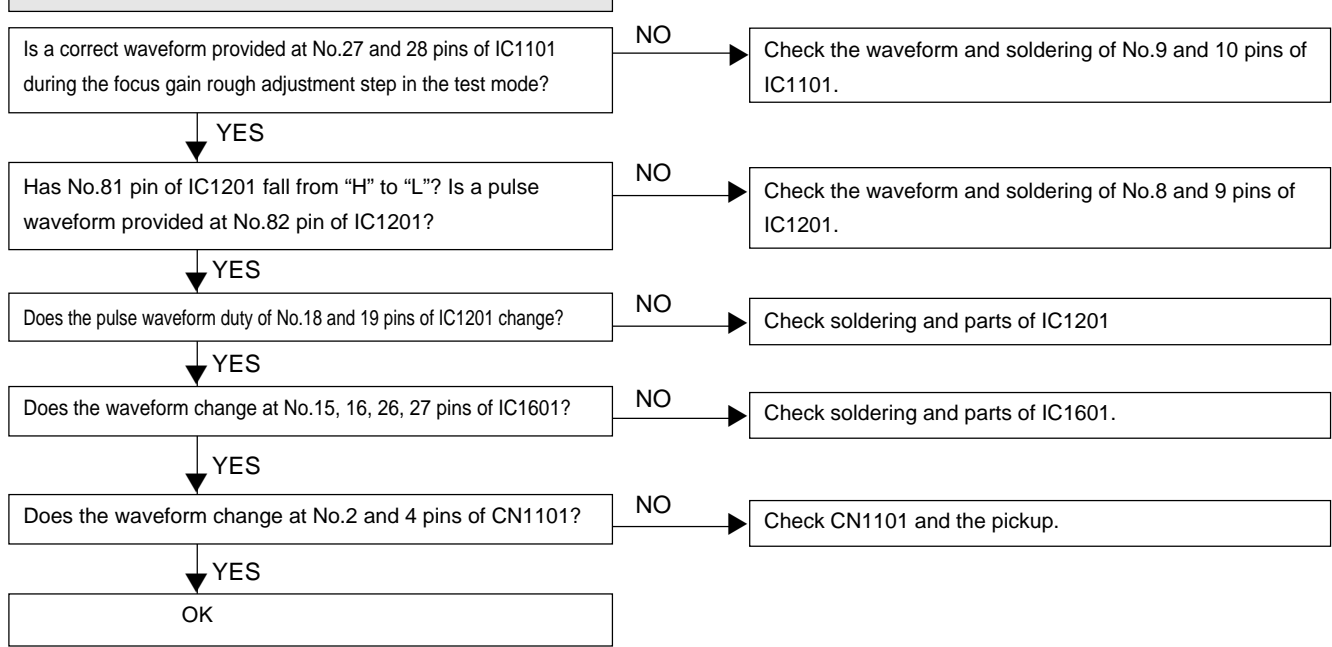 Is a correct waveform provided at No.27 and 28 pins of IC1101
during the focus gain rough adjustment step in the test mode?
NO
Check the waveform and soldering of No.9 and 10 pins of
IC1101.
YES
Has No.81 pin of IC1201 fall from “H” to “L”? Is a pulse
waveform provided at No.82 pin of IC1201?
NO
Check the waveform and soldering of No.8 and 9 pins of
IC1201.
YES
Does the pulse waveform duty of No.18 and 19 pins of IC1201 change?
NO
Check soldering and parts of IC1201
YES
Does the waveform change at No.15, 16, 26, 27 pins of IC1601?
NO
Check soldering and parts of IC1601.
YES
Does the waveform change at No.2 and 4 pins of CN1101?
NO
Check CN1101 and the pickup.
YES
OK